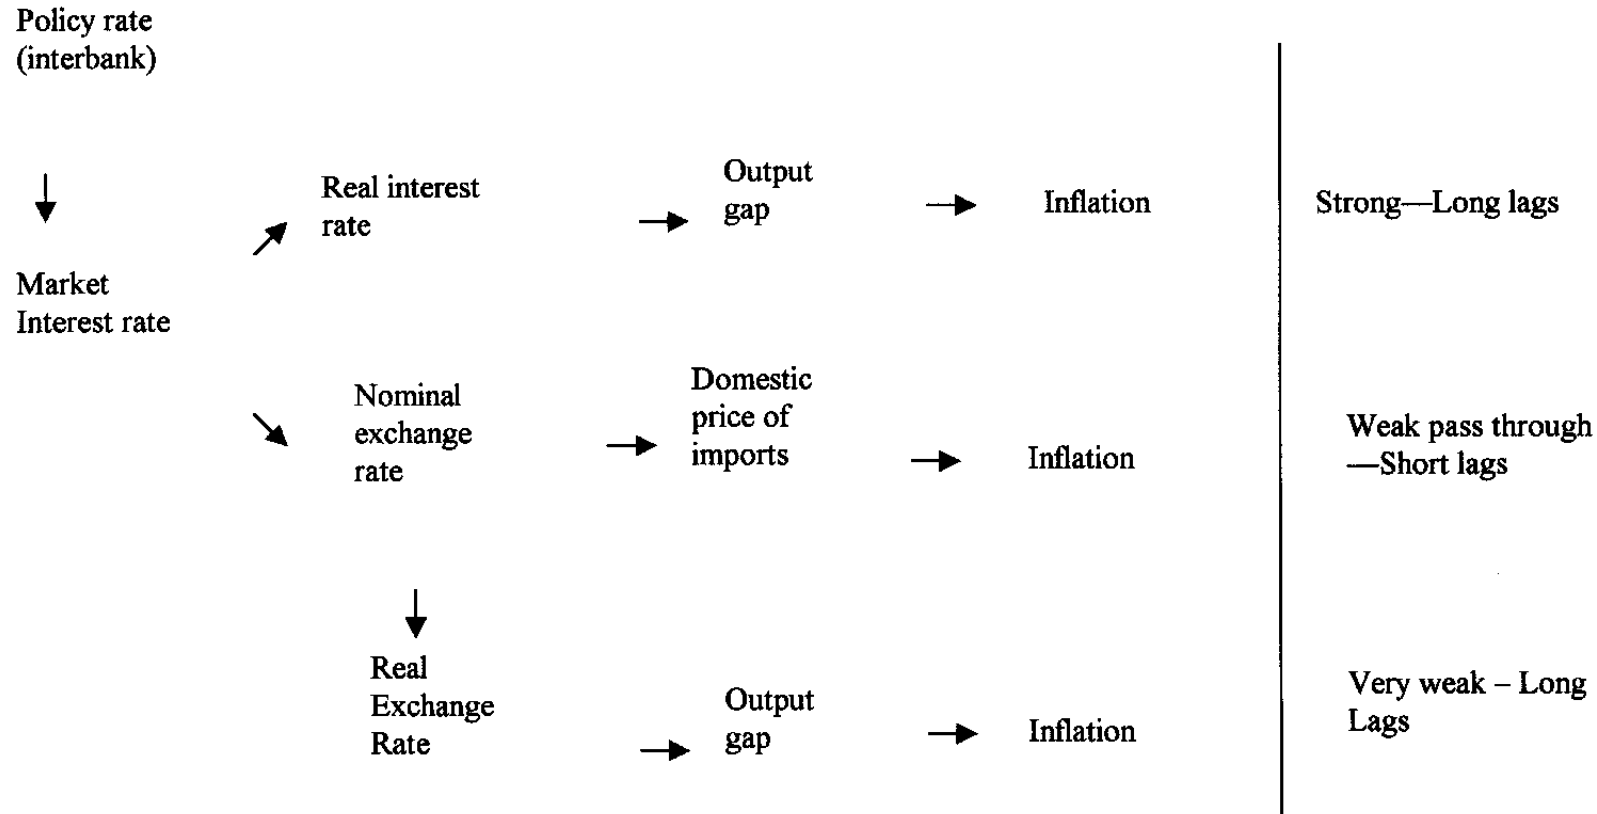 Policy rate
(interbank)
Real interest
rate
Output
gap
Inflation
Strong—Long lags
Market
Interest rate
Nominal
exchange
rate
Domestic
price of
imports
Inflation
Weak pass through
—Short lags
Real
Exchange
Rate
Output
gap
Inflation
Very weak – Long
Lags